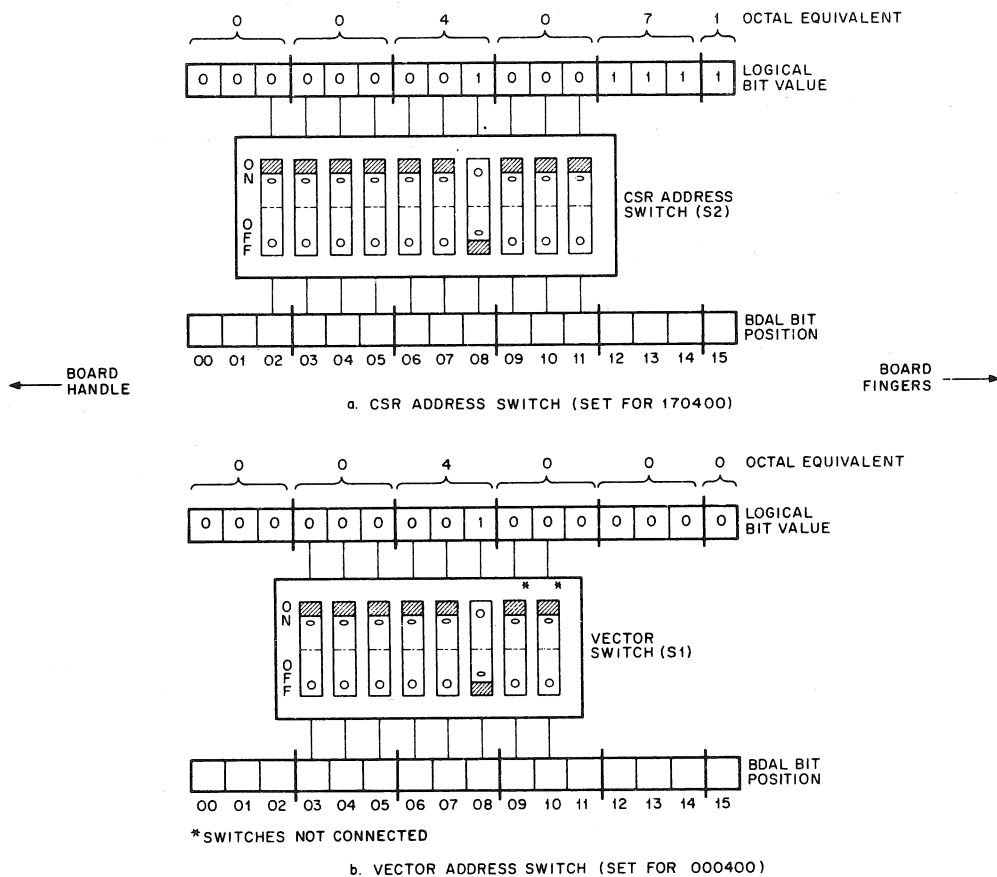 0 0 4 0 7 1 OCTAL EQUIVALENT
0 0 0 0 0 0 0 0 1 0 0 0 1 1 1 1 LOGICAL
BIT VALUE
ON
OFF
CSR ADDRESS
SWITCH (S2)
BDAL BIT
POSITION
00 01 02 03 04 05 06 07 08 09 10 11 12 13 14 15
BOARD
HANDLE
BOARD
FINGERS
a. CSR ADDRESS SWITCH (SET FOR 170400)
0 0 4 0 0 0 OCTAL EQUIVALENT
0 0 0 0 0 0 0 0 1 0 0 0 0 0 0 0 LOGICAL
BIT VALUE
* *
ON
OFF
VECTOR
SWITCH (S1)
BDAL BIT
POSITION
00 01 02 03 04 05 06 07 08 09 10 11 12 13 14 15
*SWITCHES NOT CONNECTED
b. VECTOR ADDRESS SWITCH (SET FOR 000400)